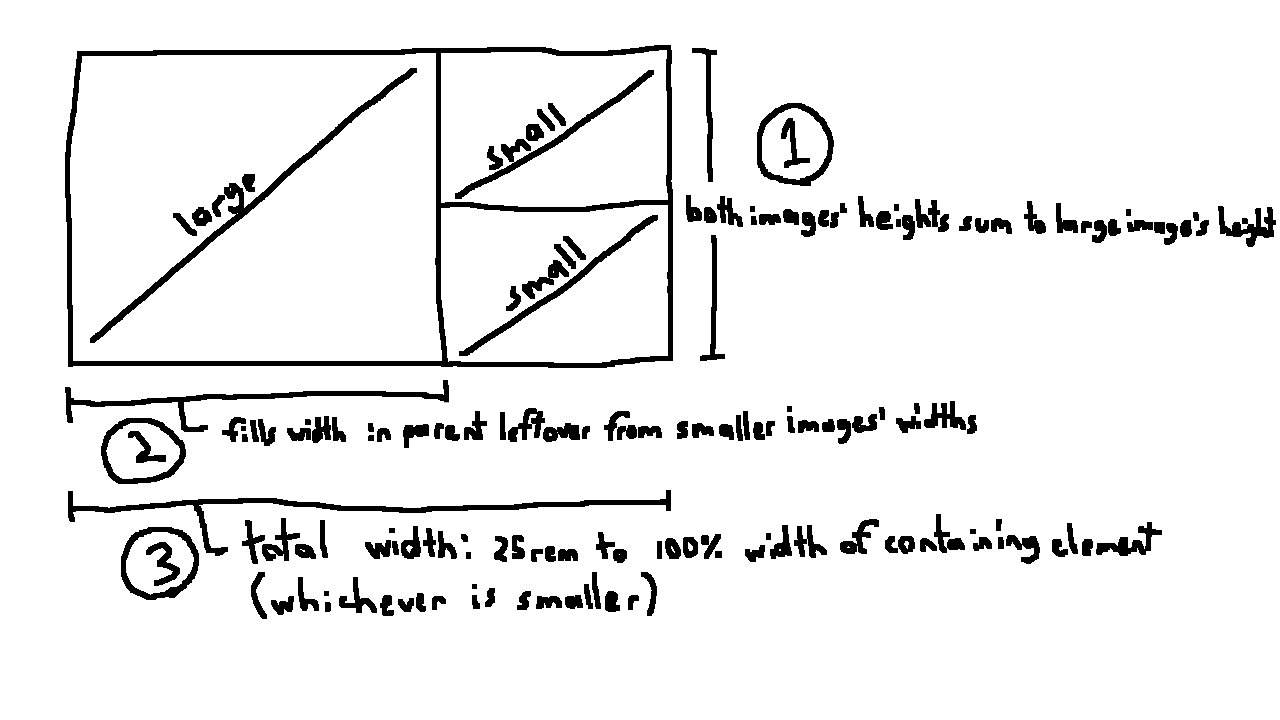 large
small
small
1
both images' heights sum to large image's height
2
fills width in parent leftover from smaller images' widths
3
total width: 25rem to 100% width of containing element
(whichever is smaller)